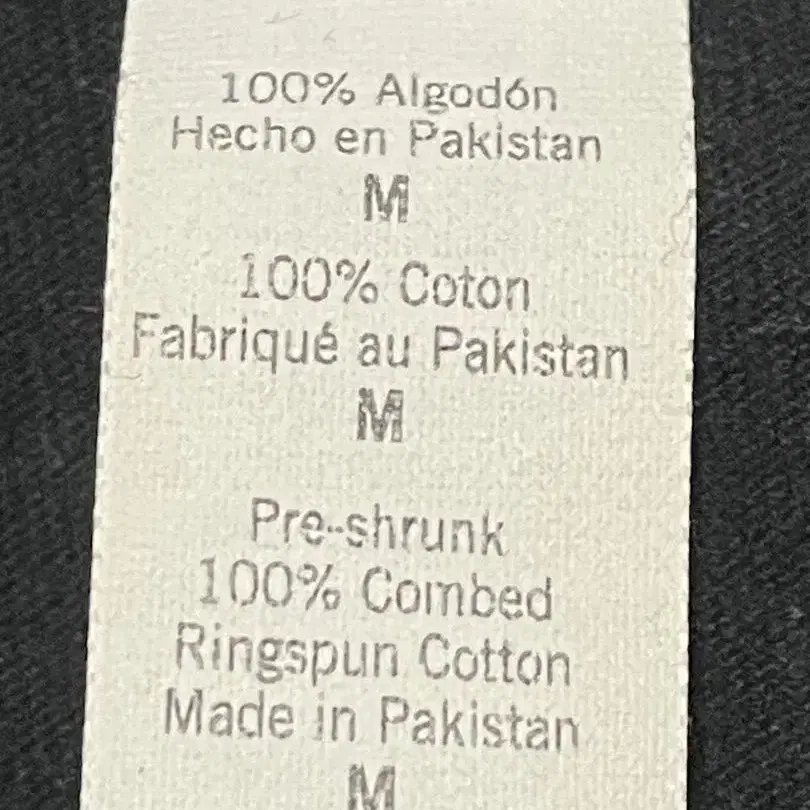 100% Algodón
Hecho en Pakistan
M
100% Coton
Fabriqué au Pakistan
M
Pre-shrunk
100% Combed
Ringspun Cotton
Made in Pakistan
M